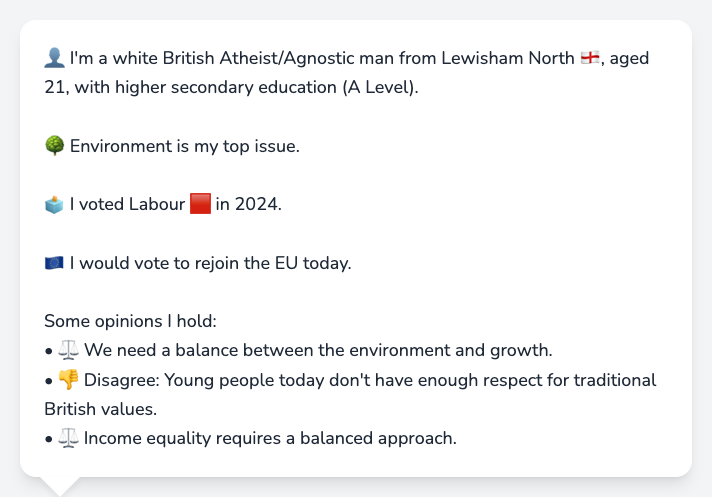 👤 I'm a white British Atheist/Agnostic man from Lewisham North 🏴󠁧󠁢󠁥󠁮󠁧󠁿, aged
21, with higher secondary education (A Level).
🌳 Environment is my top issue.
🗳️ I voted Labour 🟥 in 2024.
🇪🇺 I would vote to rejoin the EU today.
Some opinions I hold:
• ⚖️ We need a balance between the environment and growth.
• 👎 Disagree: Young people today don't have enough respect for traditional
British values.
• ⚖️ Income equality requires a balanced approach.